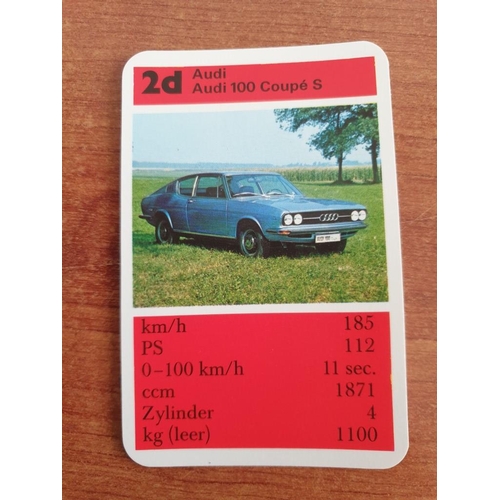 2d Audi
Audi 100 Coupé S
km/h 185
PS 112
0–100 km/h 11 sec.
ccm 1871
Zylinder 4
kg (leer) 1100